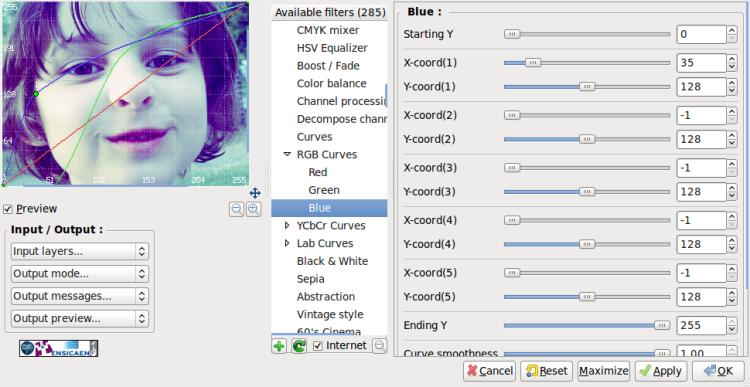 255
191
128
64
0
51
102
153
204
255
Preview
Input / Output :
Input layers...
Output mode...
Output messages...
Output preview...
ENSICAEN
Available filters (285)
CMYK mixer
HSV Equalizer
Boost / Fade
Color balance
Channel processi
Decompose chann
Curves
RGB Curves
Red
Green
Blue
YCbCr Curves
Lab Curves
Black & White
Sepia
Abstraction
Vintage style
60's Cinema
Internet
Blue :
Starting Y 0
X-coord(1) 35
Y-coord(1) 128
X-coord(2) -1
Y-coord(2) 128
X-coord(3) -1
Y-coord(3) 128
X-coord(4) -1
Y-coord(4) 128
X-coord(5) -1
Y-coord(5) 128
Ending Y 255
Curve smoothness 1.00
Cancel
Reset
Maximize
Apply
OK